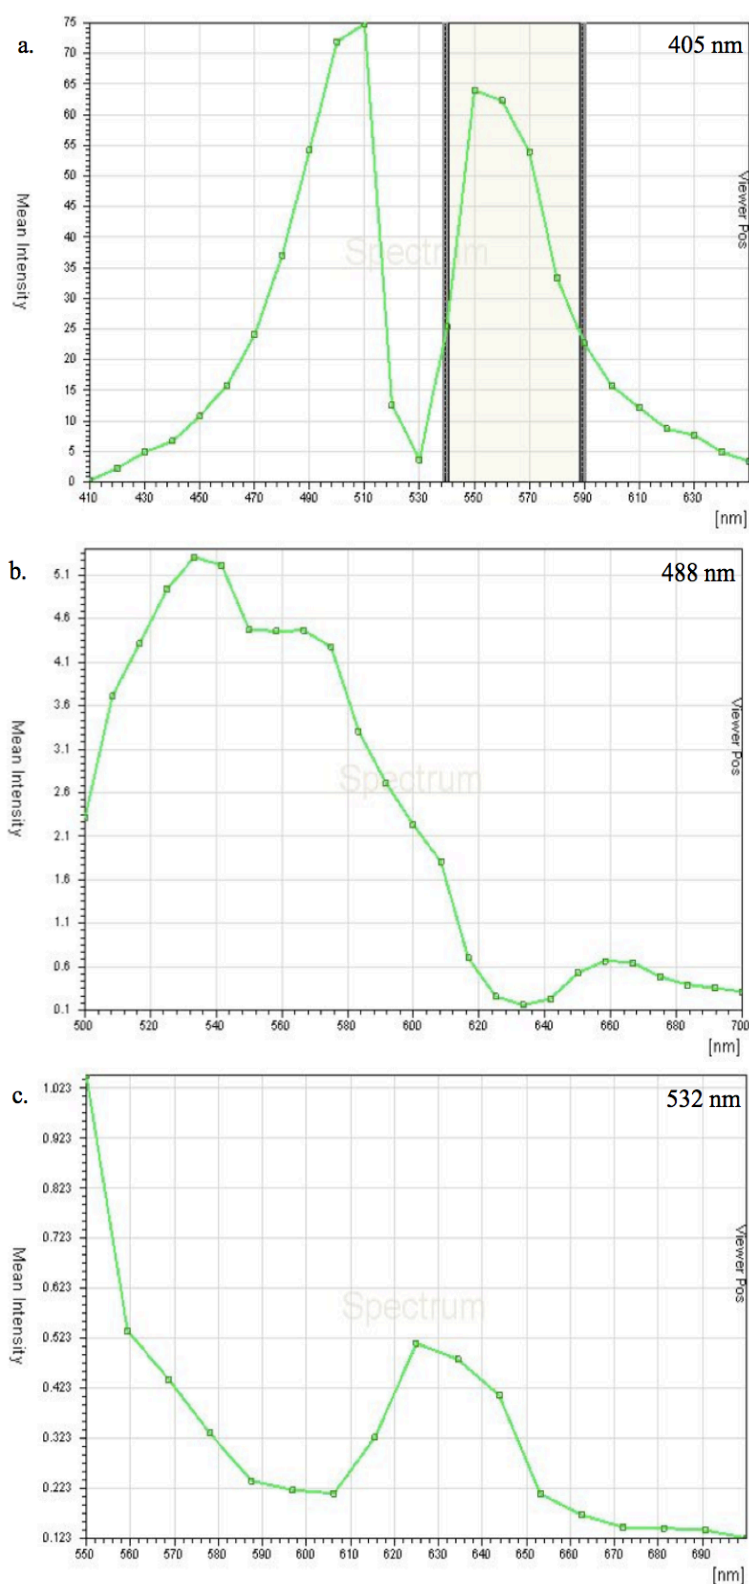 a.
405 nm
75
70
65
60
55
50
45
40
35
30
25
20
15
10
5
0
Mean Intensity
Spectrum
Viewer Pos
410 430 450 470 490 510 530 550 570 590 610 630
[nm]
b.
488 nm
5.1
4.6
4.1
3.6
3.1
2.6
2.1
1.6
1.1
0.6
0.1
Mean Intensity
Spectrum
Viewer Pos
500 520 540 560 580 600 620 640 660 680 700
[nm]
c.
532 nm
1.023
0.923
0.823
0.723
0.623
0.523
0.423
0.323
0.223
0.123
Mean Intensity
Spectrum
Viewer Pos
550 560 570 580 590 600 610 620 630 640 650 660 670 680 690
[nm]